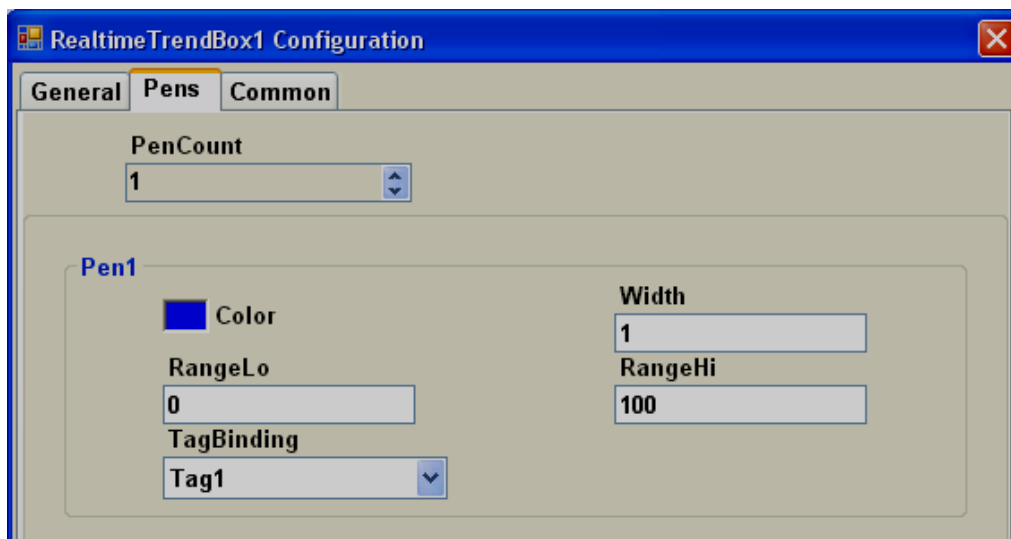 RealtimeTrendBox1 Configuration
General Pens Common
PenCount
1
Pen1
Color
Width
1
RangeLo
RangeHi
0
100
TagBinding
Tag1